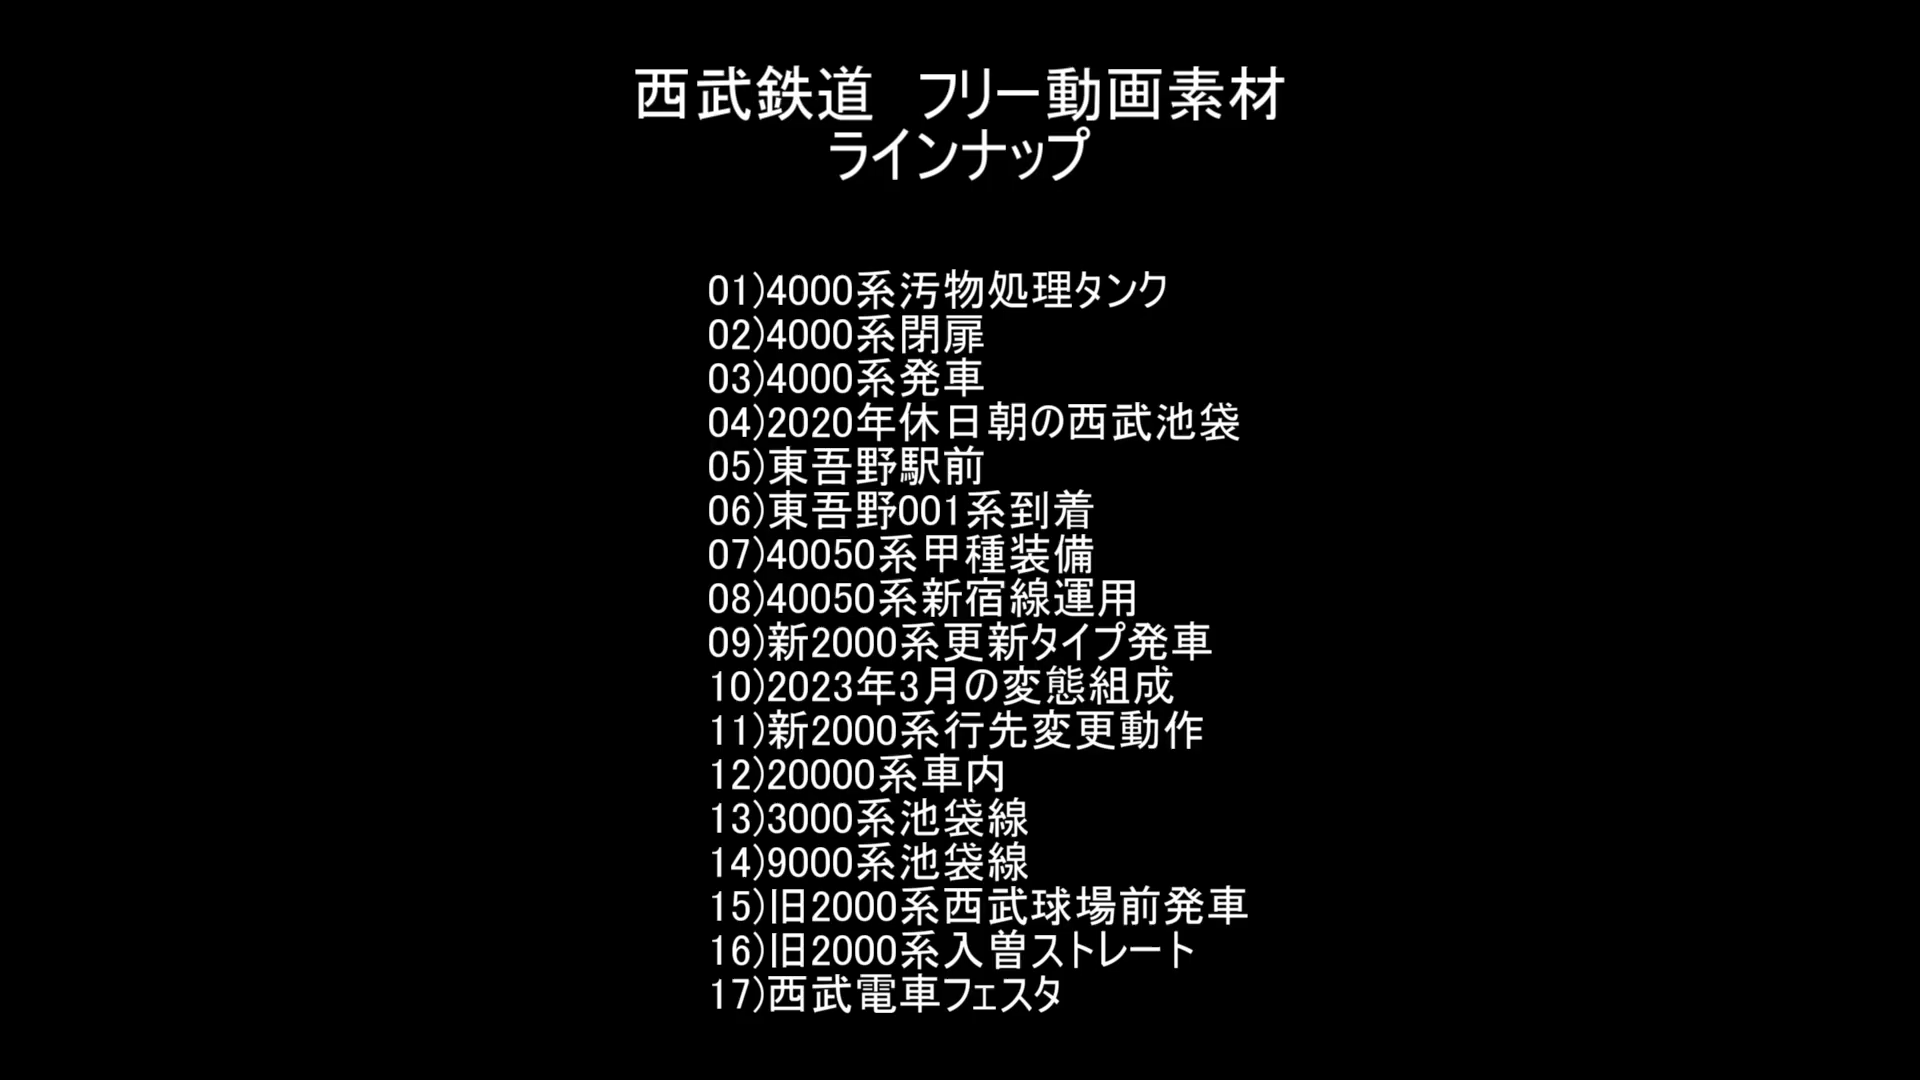 西武鉄道　フリー動画素材
ラインナップ
01)4000系汚物処理タンク
02)4000系閉扉
03)4000系発車
04)2020年休日朝の西武池袋
05)東吾野駅前
06)東吾野001系到着
07)40050系甲種装備
08)40050系新宿線運用
09)新2000系更新タイプ発車
10)2023年3月の変態組成
11)新2000系行先変更動作
12)20000系車内
13)3000系池袋線
14)9000系池袋線
15)旧2000系西武球場前発車
16)旧2000系入曽ストレート
17)西武電車フェスタ